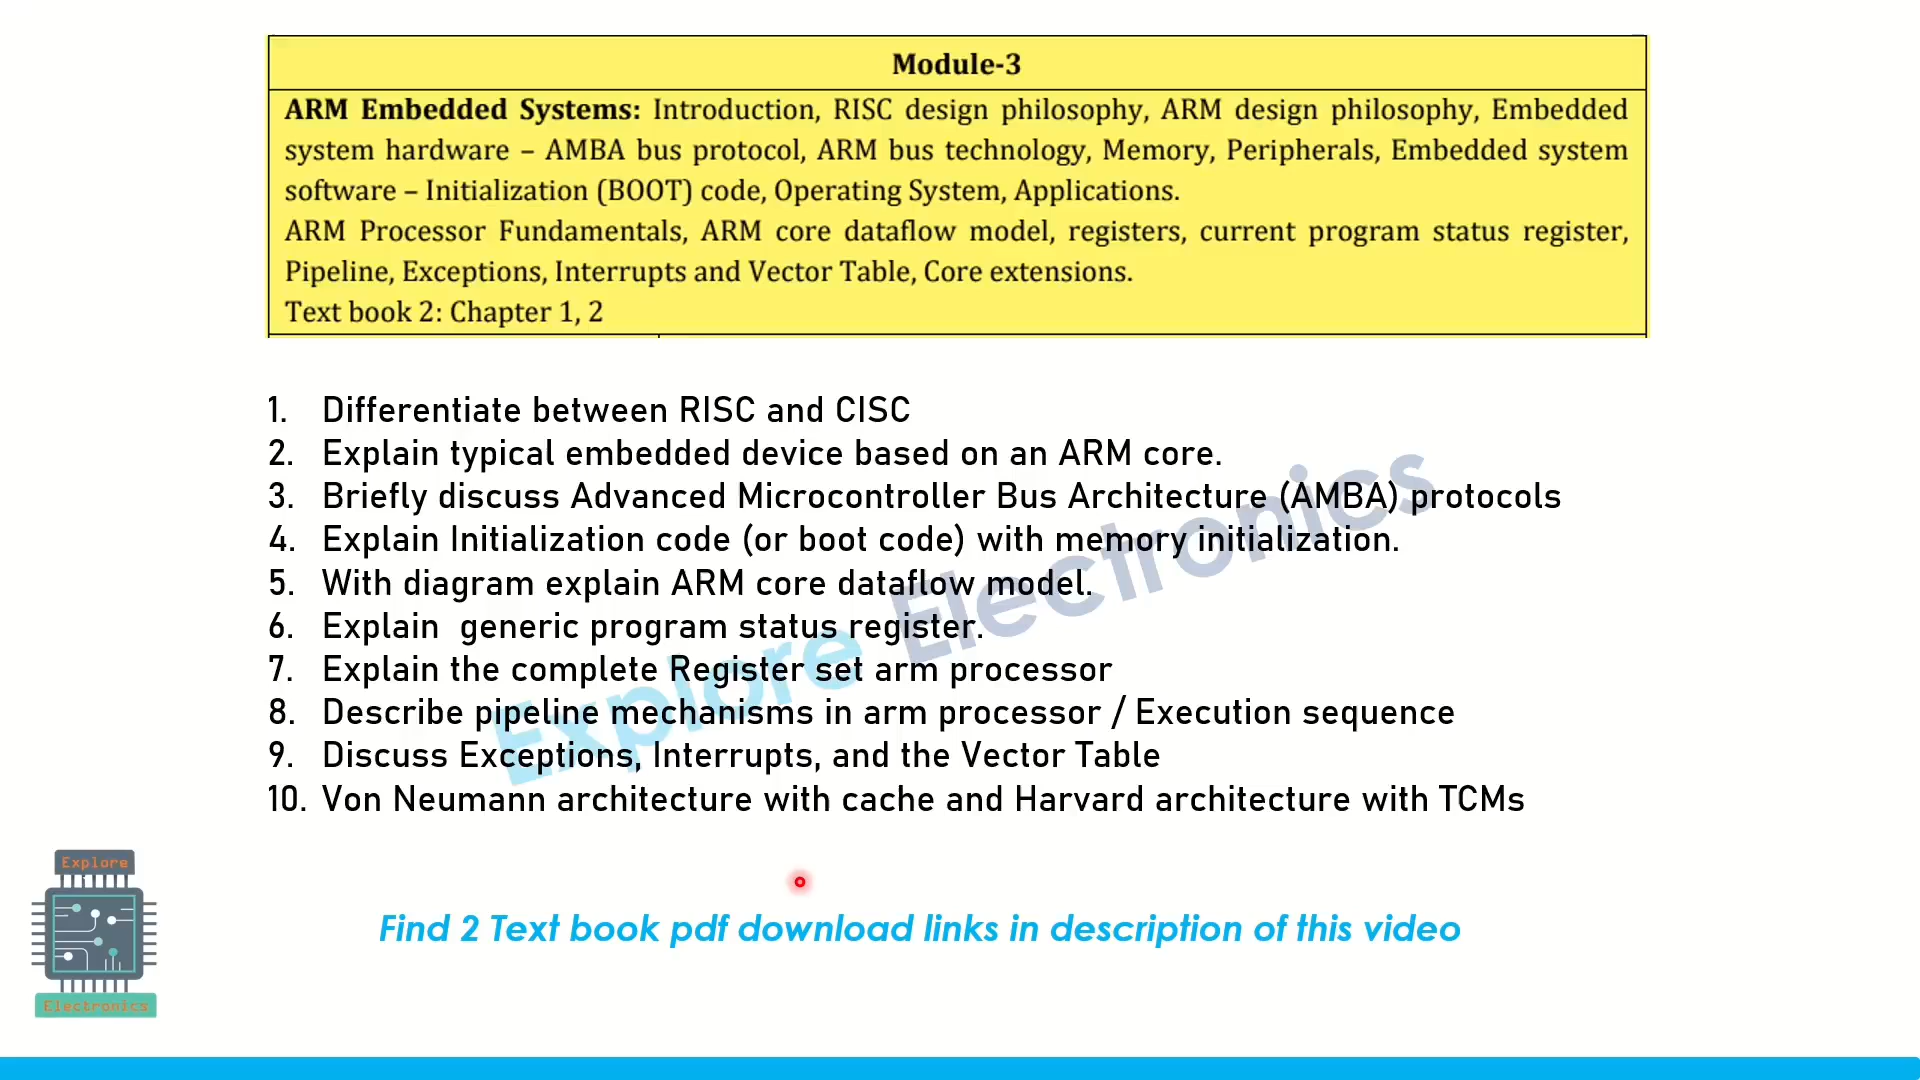 Module-3
ARM Embedded Systems: Introduction, RISC design philosophy, ARM design philosophy, Embedded
system hardware – AMBA bus protocol, ARM bus technology, Memory, Peripherals, Embedded system
software – Initialization (BOOT) code, Operating System, Applications.
ARM Processor Fundamentals, ARM core dataflow model, registers, current program status register,
Pipeline, Exceptions, Interrupts and Vector Table, Core extensions.
Text book 2: Chapter 1, 2
1. Differentiate between RISC and CISC
2. Explain typical embedded device based on an ARM core.
3. Briefly discuss Advanced Microcontroller Bus Architecture (AMBA) protocols
4. Explain Initialization code (or boot code) with memory initialization.
5. With diagram explain ARM core dataflow model.
6. Explain  generic program status register.
7. Explain the complete Register set arm processor
8. Describe pipeline mechanisms in arm processor / Execution sequence
9. Discuss Exceptions, Interrupts, and the Vector Table
10. Von Neumann architecture with cache and Harvard architecture with TCMs
Explore Electronics
Explore
Electronics
Find 2 Text book pdf download links in description of this video